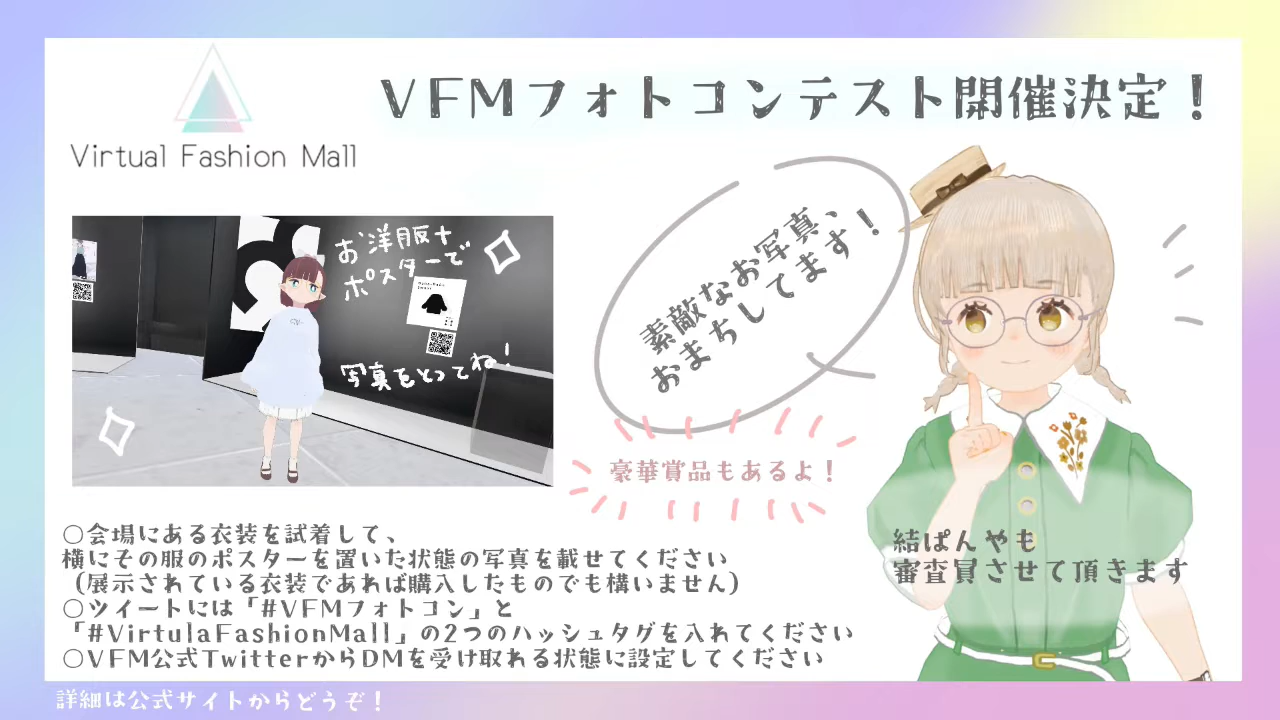 VFMフォトコンテスト開催決定！
Virtual Fashion Mall
お洋服+
ポスターで
写真をとってね！
素敵なお写真、
おまちしてます！
豪華賞品もあるよ！
結ぱんやも
審査員させて頂きます
○会場にある衣装を試着して、
横にその服のポスターを置いた状態の写真を載せてください
（展示されている衣装であれば購入したものでも構いません）
○ツイートには「#VFMフォトコン」と
「#VirtulaFashionMall」の2つのハッシュタグを入れてください
○VFM公式TwitterからDMを受け取れる状態に設定してください
詳細は公式サイトからどうぞ！